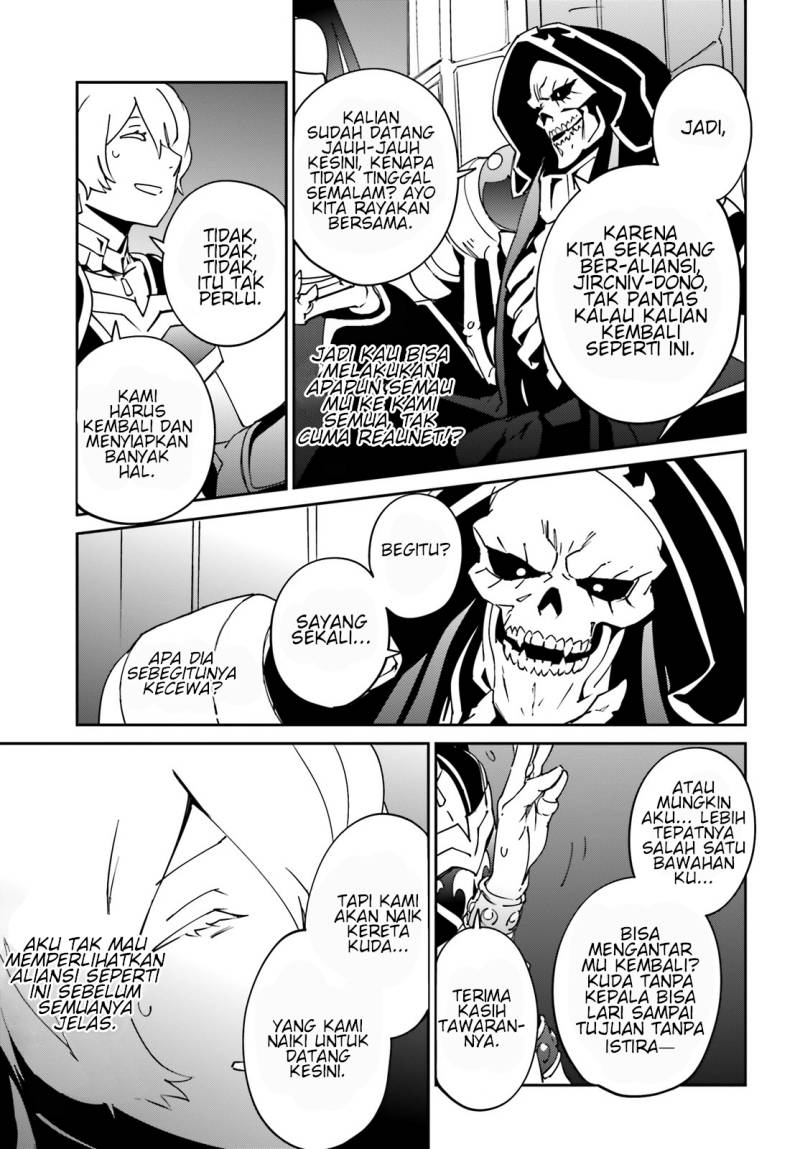 JADI,
KARENA
KITA SEKARANG
BER-ALIANSI,
JIRCNIV-DONO,
TAK PANTAS
KALAU KALIAN
KEMBALI
SEPERTI INI.
KALIAN
SUDAH DATANG
JAUH-JAUH
KESINI, KENAPA
TIDAK TINGGAL
SEMALAM? AYO
KITA RAYAKAN
BERSAMA.
JADI KAU BISA
MELAKUKAN
APAPUN SEMAU
MU KE KAMI
SEMUA, TAK
CUMA REAUNET!?
TIDAK,
TIDAK,
TIDAK,
ITU TAK
PERLU.
KAMI
HARUS
KEMBALI DAN
MENYIAPKAN
BANYAK
HAL.
BEGITU?
SAYANG
SEKALI...
APA DIA
SEBEGITUNYA
KECEWA?
ATAU
MUNGKIN
AKU... LEBIH
TEPATNYA
SALAH SATU
BAWAHAN
KU...
BISA
MENGANTAR
MU KEMBALI?
KUDA TANPA
KEPALA BISA
LARI SAMPAI
TUJUAN TANPA
ISTIRA—
TERIMA
KASIH
TAWARAN-
NYA.
TAPI KAMI
AKAN NAIK
KERETA
KUDA...
YANG KAMI
NAIKI UNTUK
DATANG
KESINI.
AKU TAK MAU
MEMPERLIHATKAN
ALIANSI SEPERTI
INI SEBELUM
SEMUANYA
JELAS.